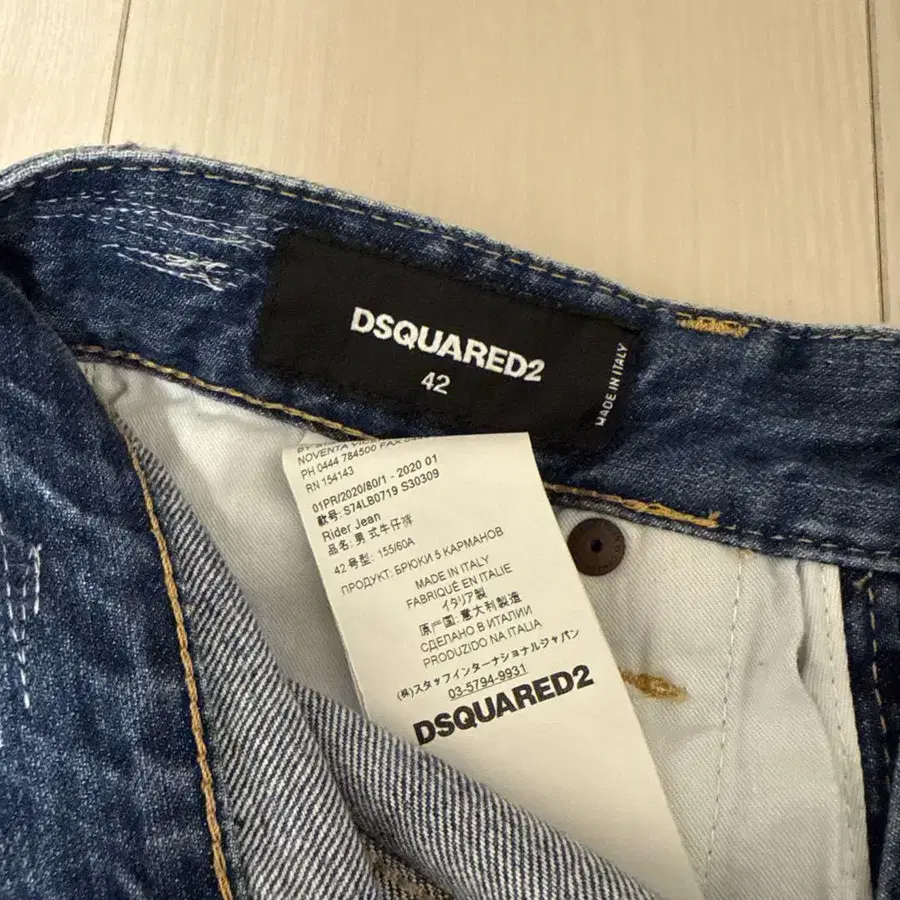 DSQUARED2
42
MADE IN ITALY
NOVENTA
PH 0444 784500 FAX
RN 154143
01PR/2020/80/1 - 2020 01
款号: S74LB0719 S30309
Rider Jean
品名: 男式牛仔裤
42 号型: 155/60A
ПРОДУКТ: БРЮКИ 5 КАРМАНОВ
MADE IN ITALY
FABRIQUÉ EN ITALIE
イタリア製
原产国: 意大利製造
СДЕЛАНО В ИТАЛИИ
PRODUZIDO NA ITALIA
(株)スタッフインターナショナルジャパン
03-5794-9931
DSQUARED2